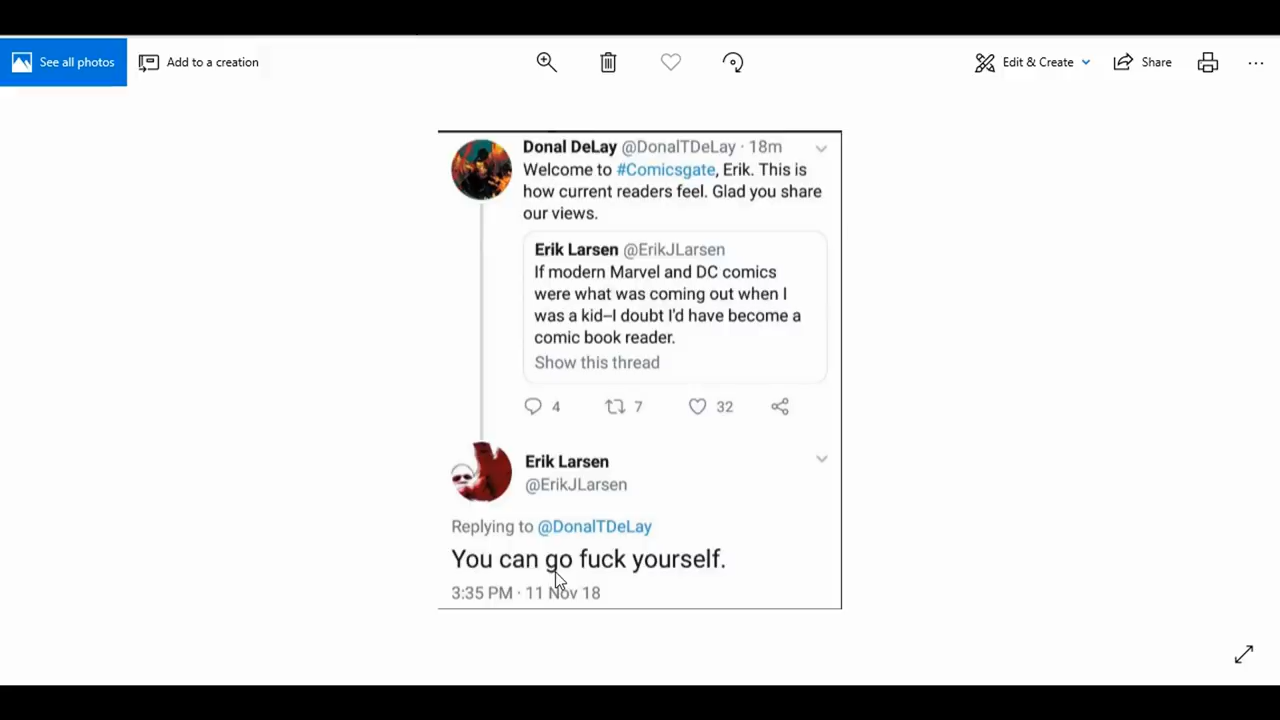 See all photos
Add to a creation
Edit & Create
Share
Donal DeLay @DonalTDeLay · 18m
Welcome to #Comicsgate, Erik. This is
how current readers feel. Glad you share
our views.
Erik Larsen @ErikJLarsen
If modern Marvel and DC comics
were what was coming out when I
was a kid–I doubt I'd have become a
comic book reader.
Show this thread
4 7 32
Erik Larsen
@ErikJLarsen
Replying to @DonalTDeLay
You can go fuck yourself.
3:35 PM · 11 Nov 18